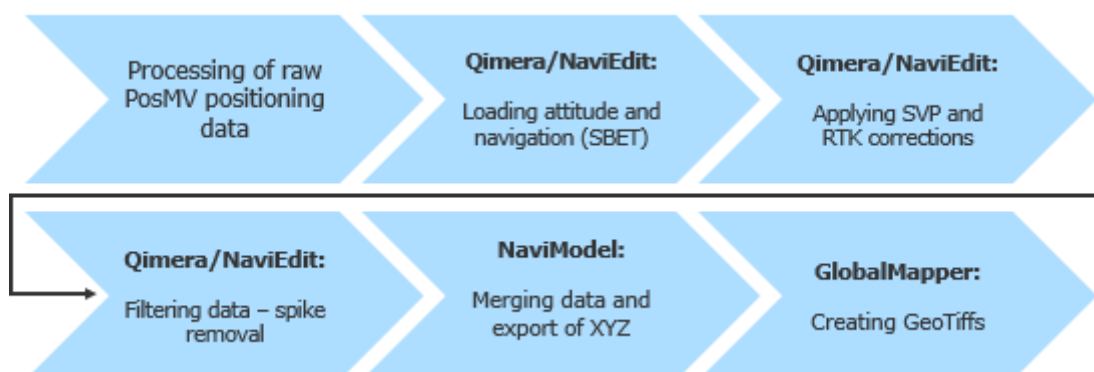 Processing of raw
PosMV positioning
data
Qimera/NaviEdit:
Loading attitude and
navigation (SBET)
Qimera/NaviEdit:
Applying SVP and
RTK corrections
Qimera/NaviEdit:
Filtering data – spike
removal
NaviModel:
Merging data and
export of XYZ
GlobalMapper:
Creating GeoTiffs